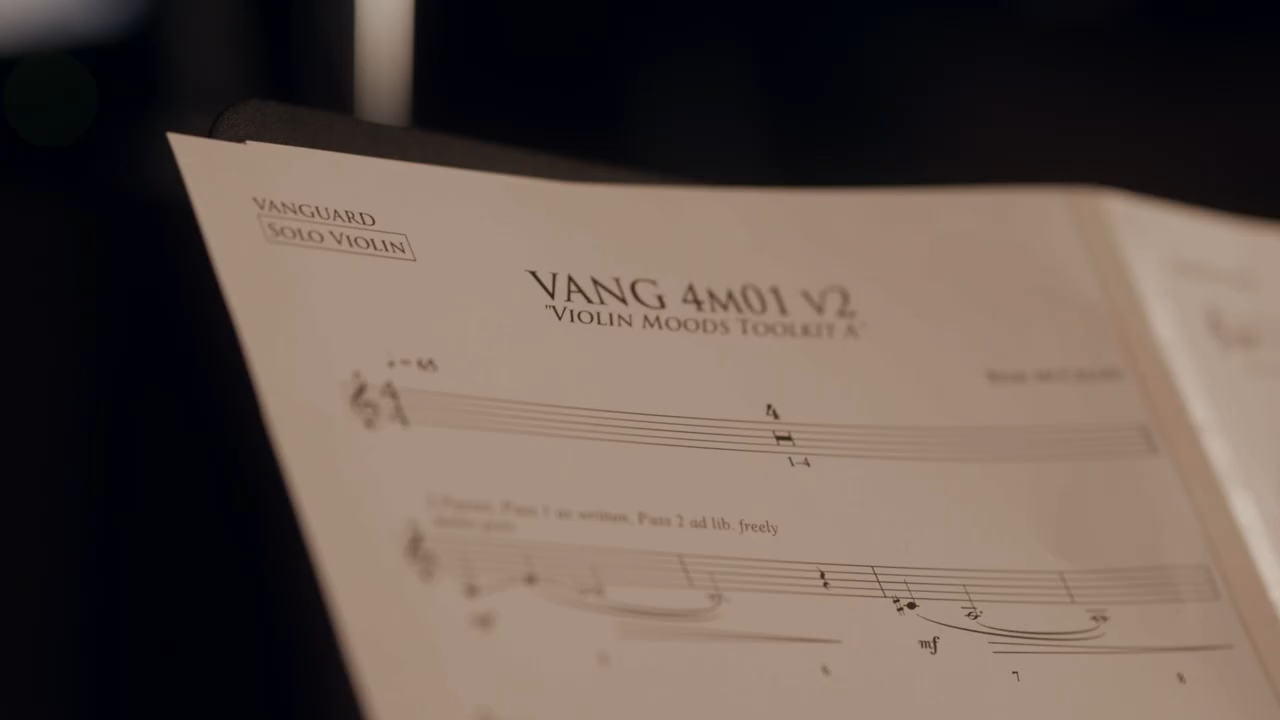 VANGUARD
SOLO VIOLIN
VANG 4M01 V2
"VIOLIN MOODS TOOLKIT A"
♩ = 65
4
1-4
Pass 1 as written, Pass 2 ad lib. freely
mf
6
7
8